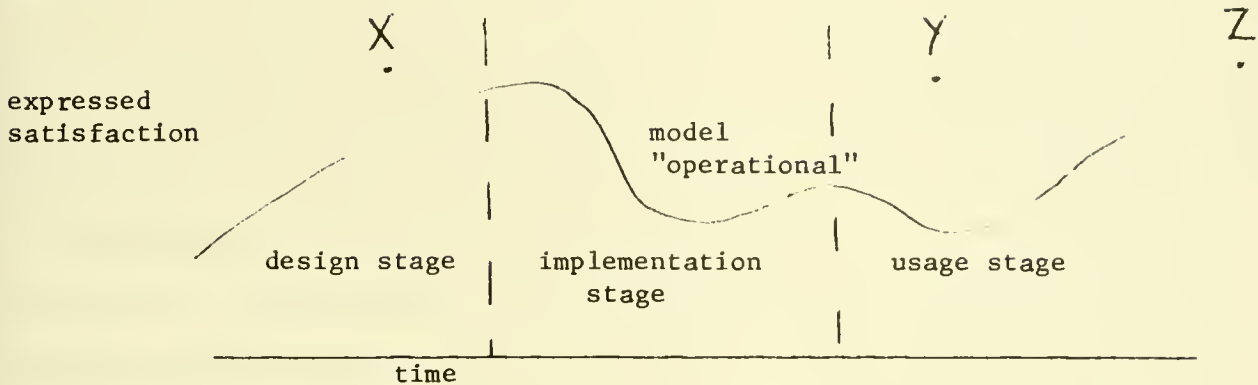 X
Y
Z
expressed
satisfaction
model
"operational"
design stage
implementation
stage
usage stage
time